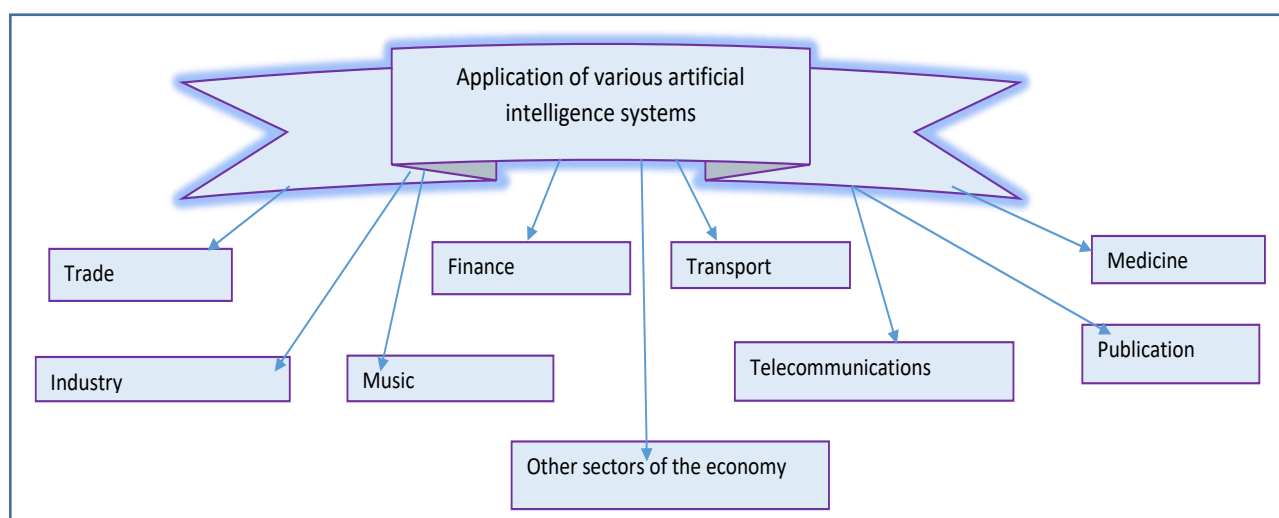 Application of various artificial
intelligence systems
Trade
Finance
Transport
Medicine
Industry
Music
Telecommunications
Publication
Other sectors of the economy